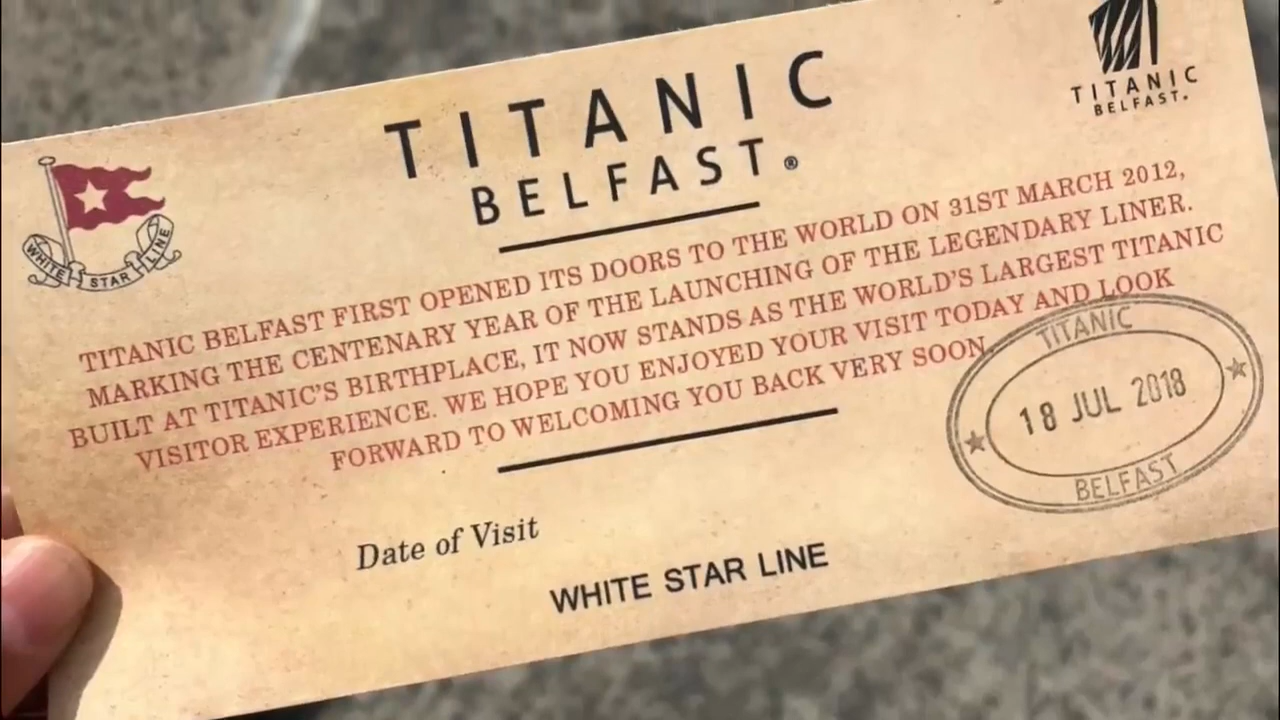 TITANIC
BELFAST®
TITANIC
BELFAST.
WHITE STAR LINE
TITANIC BELFAST FIRST OPENED ITS DOORS TO THE WORLD ON 31ST MARCH 2012,
MARKING THE CENTENARY YEAR OF THE LAUNCHING OF THE LEGENDARY LINER.
BUILT AT TITANIC'S BIRTHPLACE, IT NOW STANDS AS THE WORLD'S LARGEST TITANIC
VISITOR EXPERIENCE. WE HOPE YOU ENJOYED YOUR VISIT TODAY AND LOOK
FORWARD TO WELCOMING YOU BACK VERY SOON.
TITANIC
18 JUL 2018
BELFAST
Date of Visit
WHITE STAR LINE